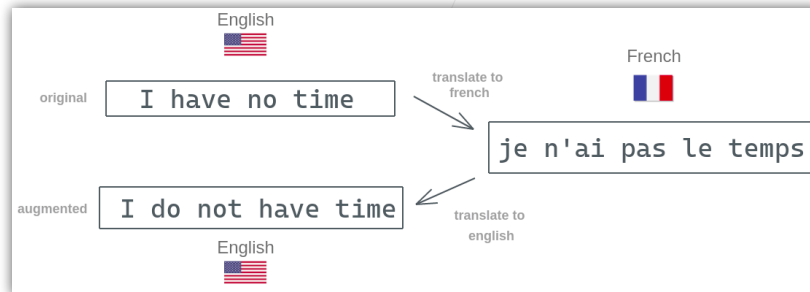 English
French
original
I have no time
translate to
french
je n'ai pas le temps
augmented
I do not have time
translate to
english
English